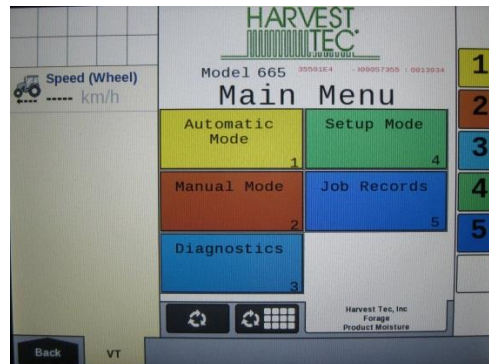 HARVEST
TEC
Model 665
Speed (Wheel)
----- km/h
Main Menu
Automatic
Mode
1
Setup Mode
4
Manual Mode
2
Job Records
5
Diagnostics
3
Harvest Tec, Inc
Forage
Product Moisture
1
2
3
4
5
Back
VT